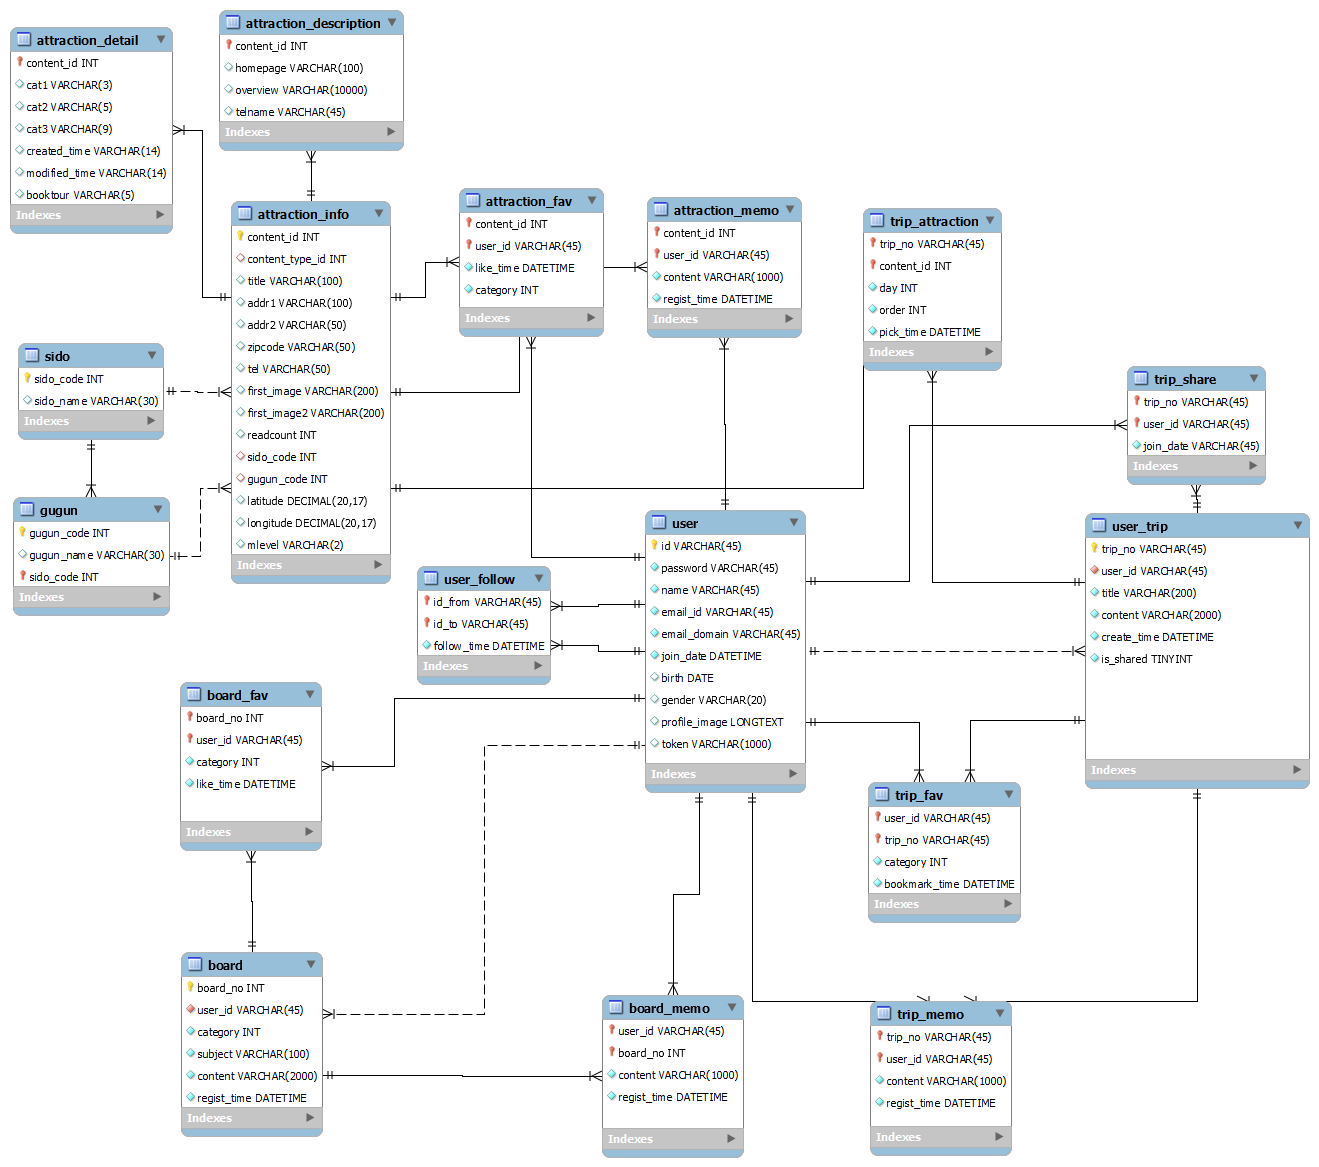 attraction_detail
content_id INT
cat1 VARCHAR(3)
cat2 VARCHAR(5)
cat3 VARCHAR(9)
created_time VARCHAR(14)
modified_time VARCHAR(14)
booktour VARCHAR(5)
Indexes
attraction_description
content_id INT
homepage VARCHAR(100)
overview VARCHAR(10000)
telname VARCHAR(45)
Indexes
attraction_info
content_id INT
content_type_id INT
title VARCHAR(100)
addr1 VARCHAR(100)
addr2 VARCHAR(50)
zipcode VARCHAR(50)
tel VARCHAR(50)
first_image VARCHAR(200)
first_image2 VARCHAR(200)
readcount INT
sido_code INT
gugun_code INT
latitude DECIMAL(20,17)
longitude DECIMAL(20,17)
mlevel VARCHAR(2)
Indexes
attraction_fav
content_id INT
user_id VARCHAR(45)
like_time DATETIME
category INT
Indexes
attraction_memo
content_id INT
user_id VARCHAR(45)
content VARCHAR(1000)
regist_time DATETIME
Indexes
trip_attraction
trip_no VARCHAR(45)
content_id INT
day INT
order INT
pick_time DATETIME
Indexes
sido
sido_code INT
sido_name VARCHAR(30)
Indexes
trip_share
trip_no VARCHAR(45)
user_id VARCHAR(45)
join_date VARCHAR(45)
Indexes
gugun
gugun_code INT
gugun_name VARCHAR(30)
sido_code INT
Indexes
user
id VARCHAR(45)
password VARCHAR(45)
name VARCHAR(45)
email_id VARCHAR(45)
email_domain VARCHAR(45)
join_date DATETIME
birth DATE
gender VARCHAR(20)
profile_image LONGTEXT
token VARCHAR(1000)
Indexes
user_trip
trip_no VARCHAR(45)
user_id VARCHAR(45)
title VARCHAR(200)
content VARCHAR(2000)
create_time DATETIME
is_shared TINYINT
Indexes
user_follow
id_from VARCHAR(45)
id_to VARCHAR(45)
follow_time DATETIME
Indexes
board_fav
board_no INT
user_id VARCHAR(45)
category INT
like_time DATETIME
Indexes
trip_fav
user_id VARCHAR(45)
trip_no VARCHAR(45)
category INT
bookmark_time DATETIME
Indexes
board
board_no INT
user_id VARCHAR(45)
category INT
subject VARCHAR(100)
content VARCHAR(2000)
regist_time DATETIME
Indexes
board_memo
user_id VARCHAR(45)
board_no INT
content VARCHAR(1000)
regist_time DATETIME
Indexes
trip_memo
trip_no VARCHAR(45)
user_id VARCHAR(45)
content VARCHAR(1000)
regist_time DATETIME
Indexes